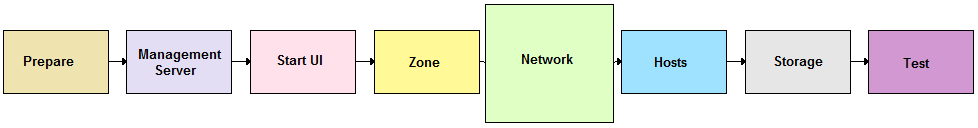 Prepare
Management
Server
Start UI
Zone
Network
Hosts
Storage
Test